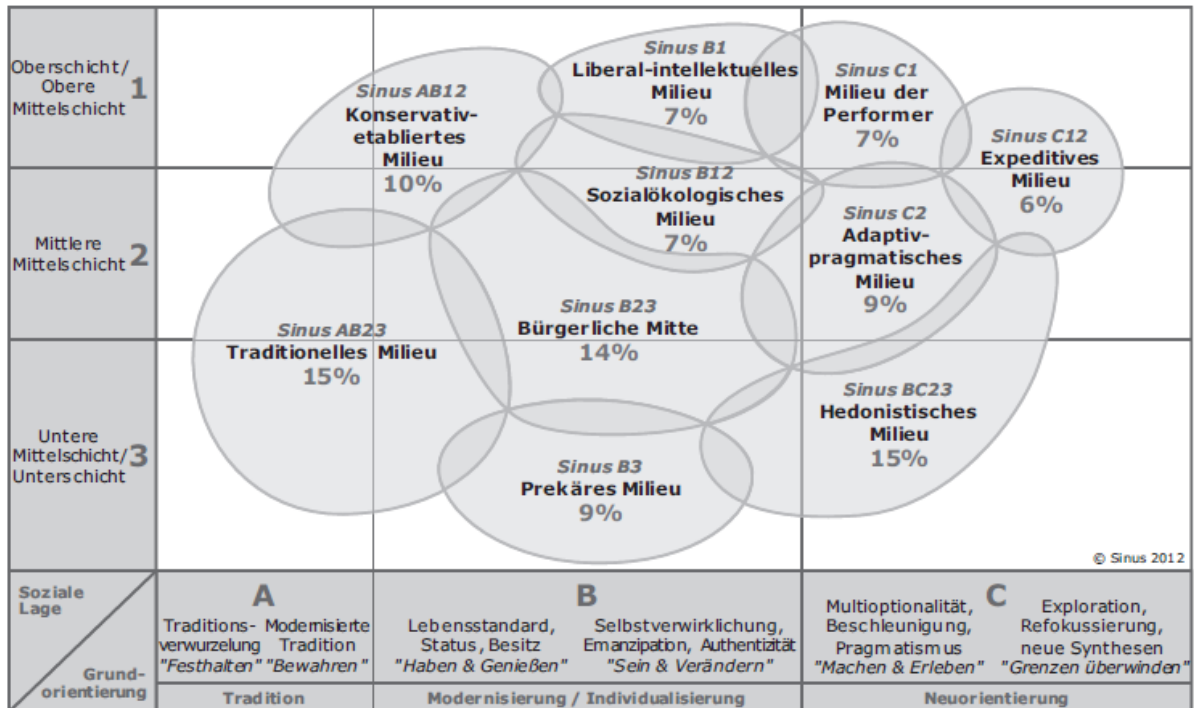 Oberschicht/
Obere
Mittelschicht
1
Sinus AB12
Konservativ-
etabliertes
Milieu
10%
Sinus B1
Liberal-intellektuelles
Milieu
7%
Sinus C1
Milieu der
Performer
7%
Sinus C12
Expeditives
Milieu
6%
Mittlere
Mittelschicht
2
Sinus B12
Sozialökologisches
Milieu
7%
Sinus C2
Adaptiv-
pragmatisches
Milieu
9%
Sinus AB23
Traditionelles Milieu
15%
Sinus B23
Bürgerliche Mitte
14%
Untere
Mittelschicht/
Unterschicht
3
Sinus B3
Prekäres Milieu
9%
Sinus BC23
Hedonistisches
Milieu
15%
© Sinus 2012
Soziale
Lage
Grund-
orientierung
A
Traditions-
verwurzelung
"Festhalten"
Modernisierte
Tradition
"Bewahren"
Tradition
B
Lebensstandard,
Status, Besitz
"Haben & Genießen"
Selbstverwirklichung,
Emanzipation, Authentizität
"Sein & Verändern"
Modernisierung / Individualisierung
C
Multioptionalität,
Beschleunigung,
Pragmatismus
"Machen & Erleben"
Exploration,
Refokussierung,
neue Synthesen
"Grenzen überwinden"
Neuorientierung